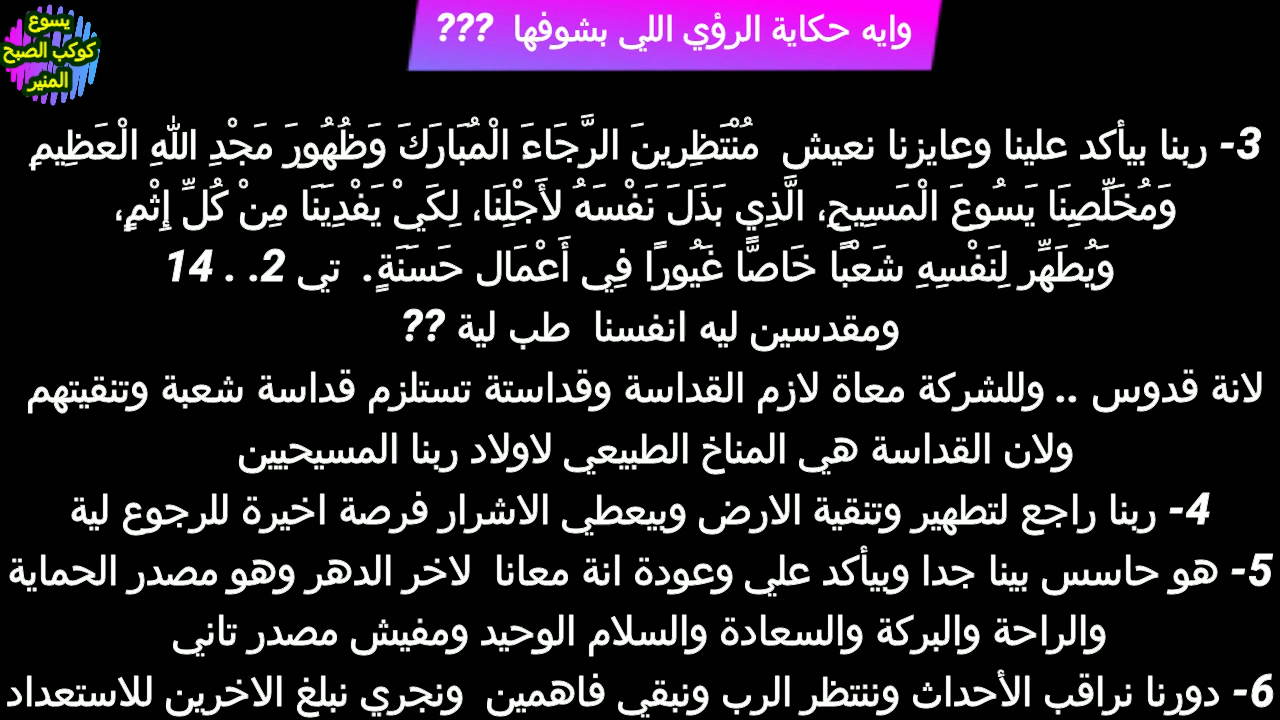 يسوع
كوكب الصبح
المنير
وايه حكاية الرؤي اللي بشوفها ???
3- ربنا بيأكد علينا وعايزنا نعيش مُنْتَظِرِينَ الرَّجَاءَ الْمُبَارَكَ وَظُهُورَ مَجْدِ اللهِ الْعَظِيمِ
وَمُخَلِّصِنَا يَسُوعَ الْمَسِيحِ، الَّذِي بَذَلَ نَفْسَهُ لأَجْلِنَا، لِكَيْ يَفْدِيَنَا مِنْ كُلِّ إِثْمٍ،
وَيُطَهِّر لِنَفْسِهِ شَعْبًا خَاصًّا غَيُورًا فِي أَعْمَال حَسَنَةٍ. تي 2. . 14
ومقدسين ليه انفسنا طب لية ??
لانة قدوس .. وللشركة معاة لازم القداسة وقداستة تستلزم قداسة شعبة وتنقيتهم
ولان القداسة هي المناخ الطبيعي لاولاد ربنا المسيحيين
4- ربنا راجع لتطهير وتنقية الارض وبيعطي الاشرار فرصة اخيرة للرجوع لية
5- هو حاسس بينا جدا وبيأكد علي وعودة انة معانا لاخر الدهر وهو مصدر الحماية
والراحة والبركة والسعادة والسلام الوحيد ومفيش مصدر تاني
6- دورنا نراقب الأحداث وننتظر الرب ونبقي فاهمين ونجري نبلغ الاخرين للاستعداد